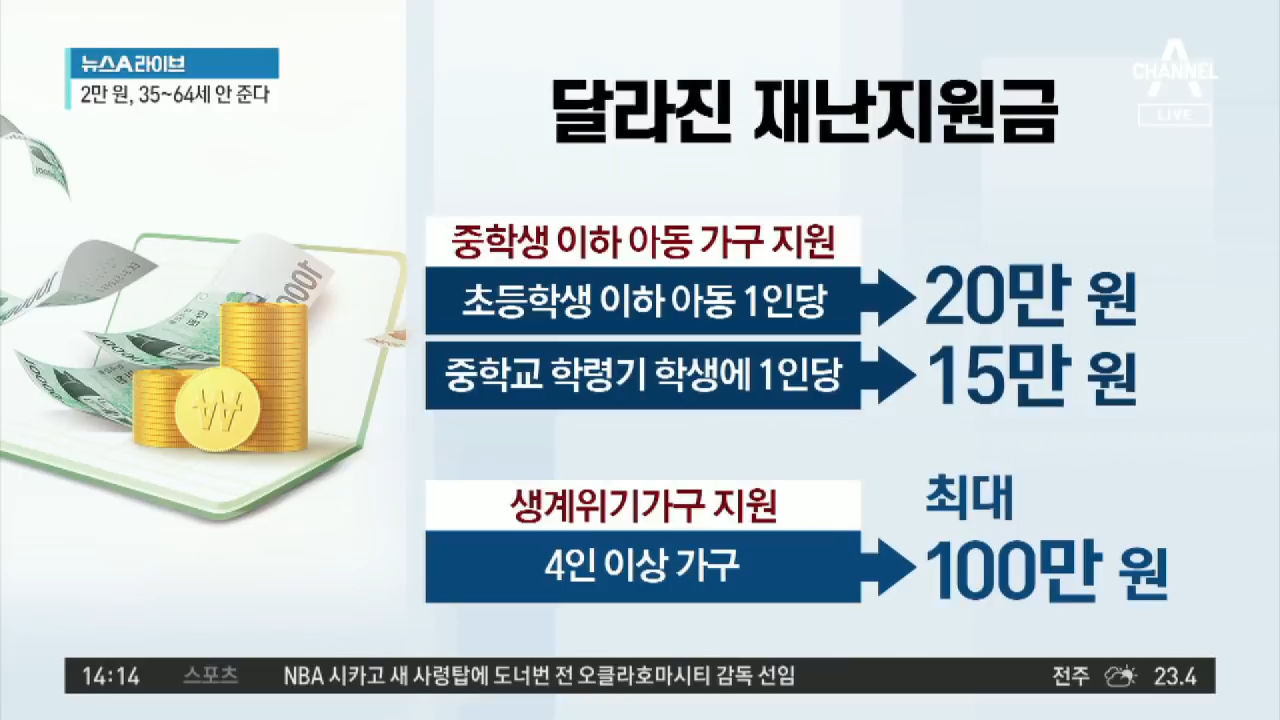 뉴스A 라이브
2만 원, 35~64세 안 준다
CHANNEL A
LIVE
달라진 재난지원금
중학생 이하 아동 가구 지원
초등학생 이하 아동 1인당 20만 원
중학교 학령기 학생에 1인당 15만 원
생계위기가구 지원
최대
4인 이상 가구 100만 원
14:14 스포츠 NBA 시카고 새 사령탑에 도너번 전 오클라호마시티 감독 선임 전주 23.4